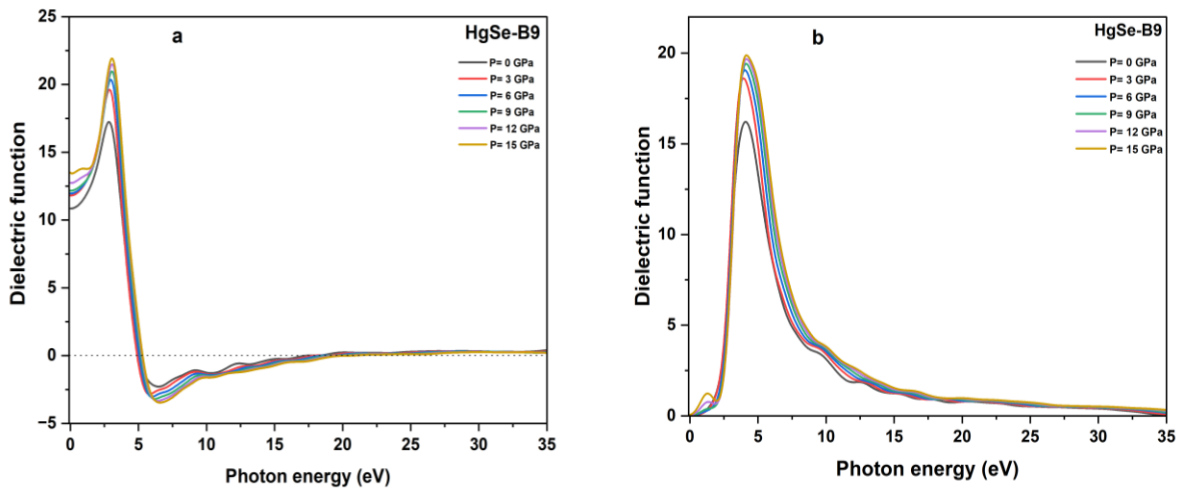 a
HgSe-B9
P= 0 GPa
P= 3 GPa
P= 6 GPa
P= 9 GPa
P= 12 GPa
P= 15 GPa
Dielectric function
25
20
15
10
5
0
−5
0
5
10
15
20
25
30
35
Photon energy (eV)
b
HgSe-B9
P= 0 GPa
P= 3 GPa
P= 6 GPa
P= 9 GPa
P= 12 GPa
P= 15 GPa
Dielectric function
20
15
10
5
0
0
5
10
15
20
25
30
35
Photon energy (eV)